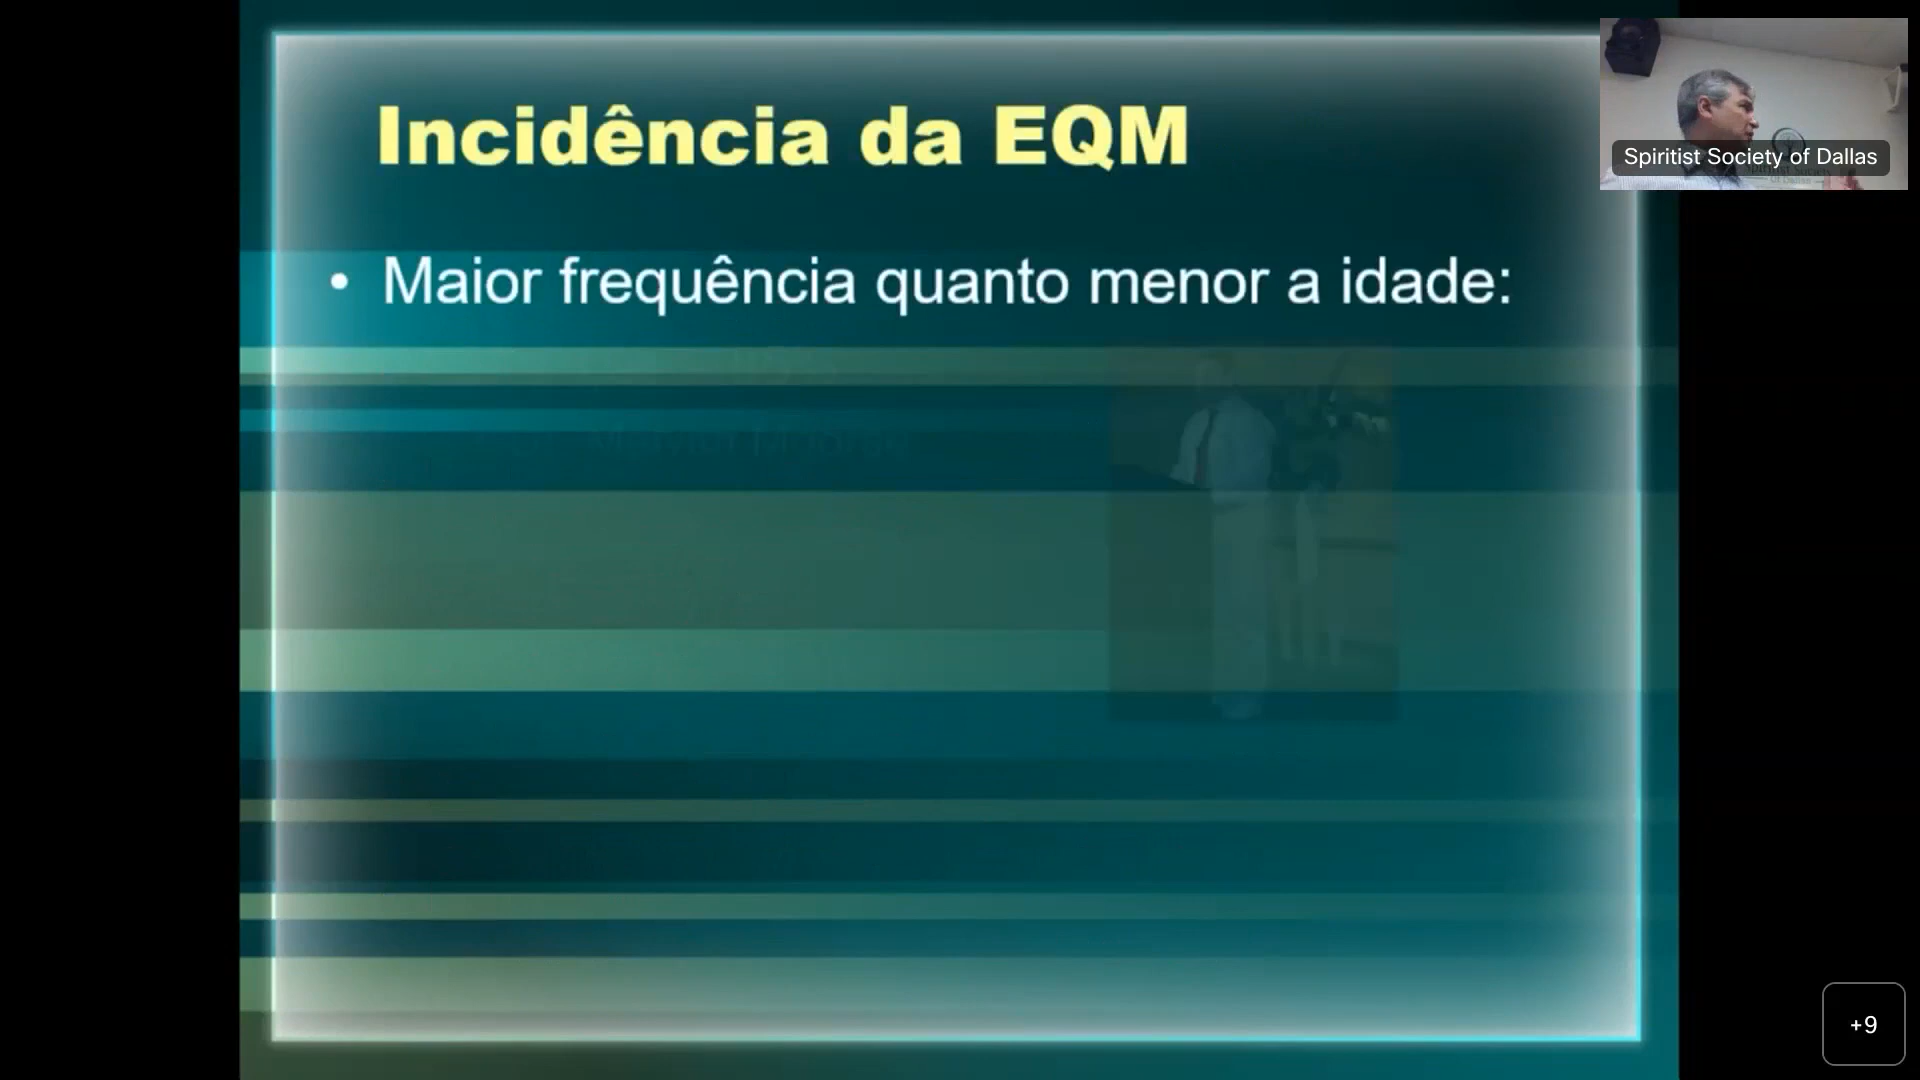 Incidência da EQM
• Maior frequência quanto menor a idade:
Spiritist Society of Dallas
+9